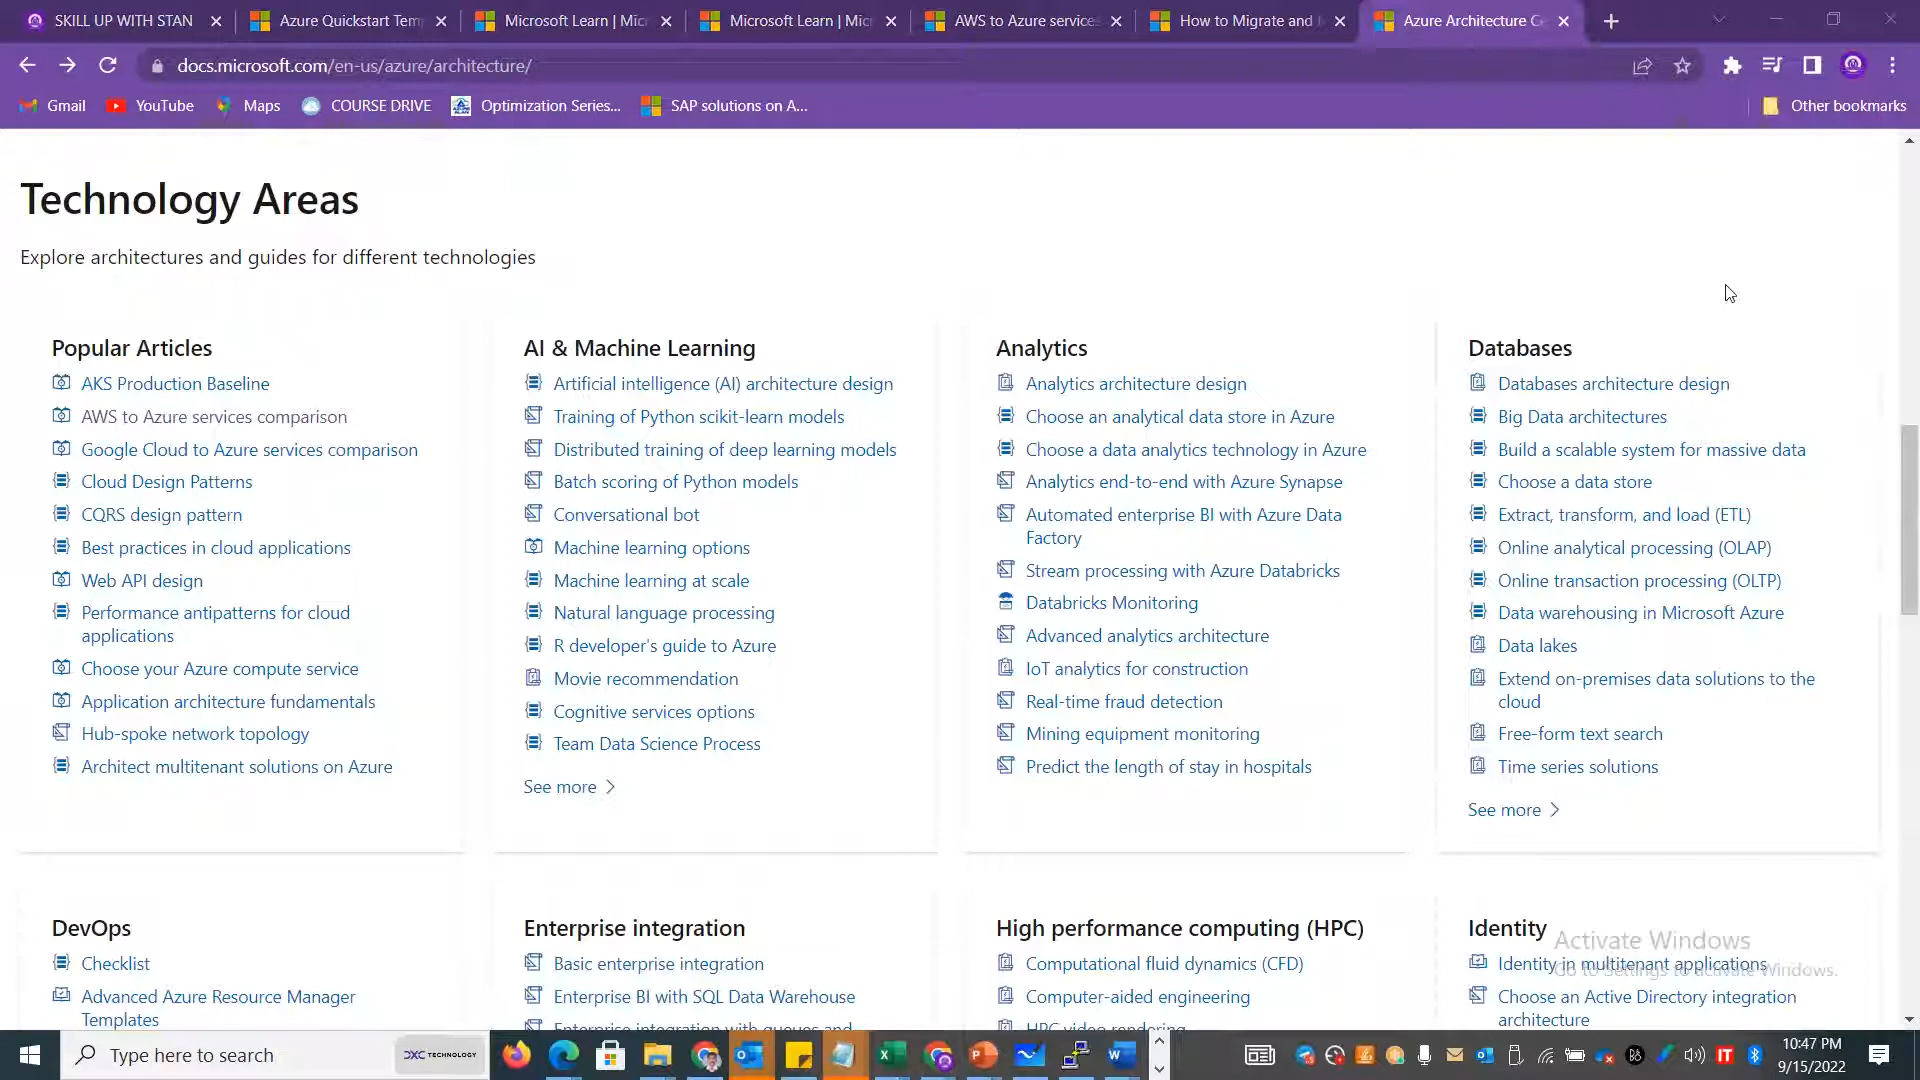 SKILL UP WITH STAN
Azure Quickstart Tem
Microsoft Learn | Mic
Microsoft Learn | Mic
AWS to Azure service
How to Migrate and
Azure Architecture
docs.microsoft.com/en-us/azure/architecture/
Gmail
YouTube
Maps
COURSE DRIVE
Optimization Series...
SAP solutions on A...
Other bookmarks
Technology Areas
Explore architectures and guides for different technologies
Popular Articles
AKS Production Baseline
AWS to Azure services comparison
Google Cloud to Azure services comparison
Cloud Design Patterns
CQRS design pattern
Best practices in cloud applications
Web API design
Performance antipatterns for cloud
applications
Choose your Azure compute service
Application architecture fundamentals
Hub-spoke network topology
Architect multitenant solutions on Azure
AI & Machine Learning
Artificial intelligence (AI) architecture design
Training of Python scikit-learn models
Distributed training of deep learning models
Batch scoring of Python models
Conversational bot
Machine learning options
Machine learning at scale
Natural language processing
R developer's guide to Azure
Movie recommendation
Cognitive services options
Team Data Science Process
See more
Analytics
Analytics architecture design
Choose an analytical data store in Azure
Choose a data analytics technology in Azure
Analytics end-to-end with Azure Synapse
Automated enterprise BI with Azure Data
Factory
Stream processing with Azure Databricks
Databricks Monitoring
Advanced analytics architecture
IoT analytics for construction
Real-time fraud detection
Mining equipment monitoring
Predict the length of stay in hospitals
Databases
Databases architecture design
Big Data architectures
Build a scalable system for massive data
Choose a data store
Extract, transform, and load (ETL)
Online analytical processing (OLAP)
Online transaction processing (OLTP)
Data warehousing in Microsoft Azure
Data lakes
Extend on-premises data solutions to the
cloud
Free-form text search
Time series solutions
See more
DevOps
Checklist
Advanced Azure Resource Manager
Templates
Enterprise integration
Basic enterprise integration
Enterprise BI with SQL Data Warehouse
Enterprise integration with queues and
High performance computing (HPC)
Computational fluid dynamics (CFD)
Computer-aided engineering
HPC video rendering
Identity
Identity in multitenant applications
Choose an Active Directory integration
architecture
Activate Windows
Go to Settings to activate Windows.
Type here to search
DXC TECHNOLOGY
10:47 PM
9/15/2022